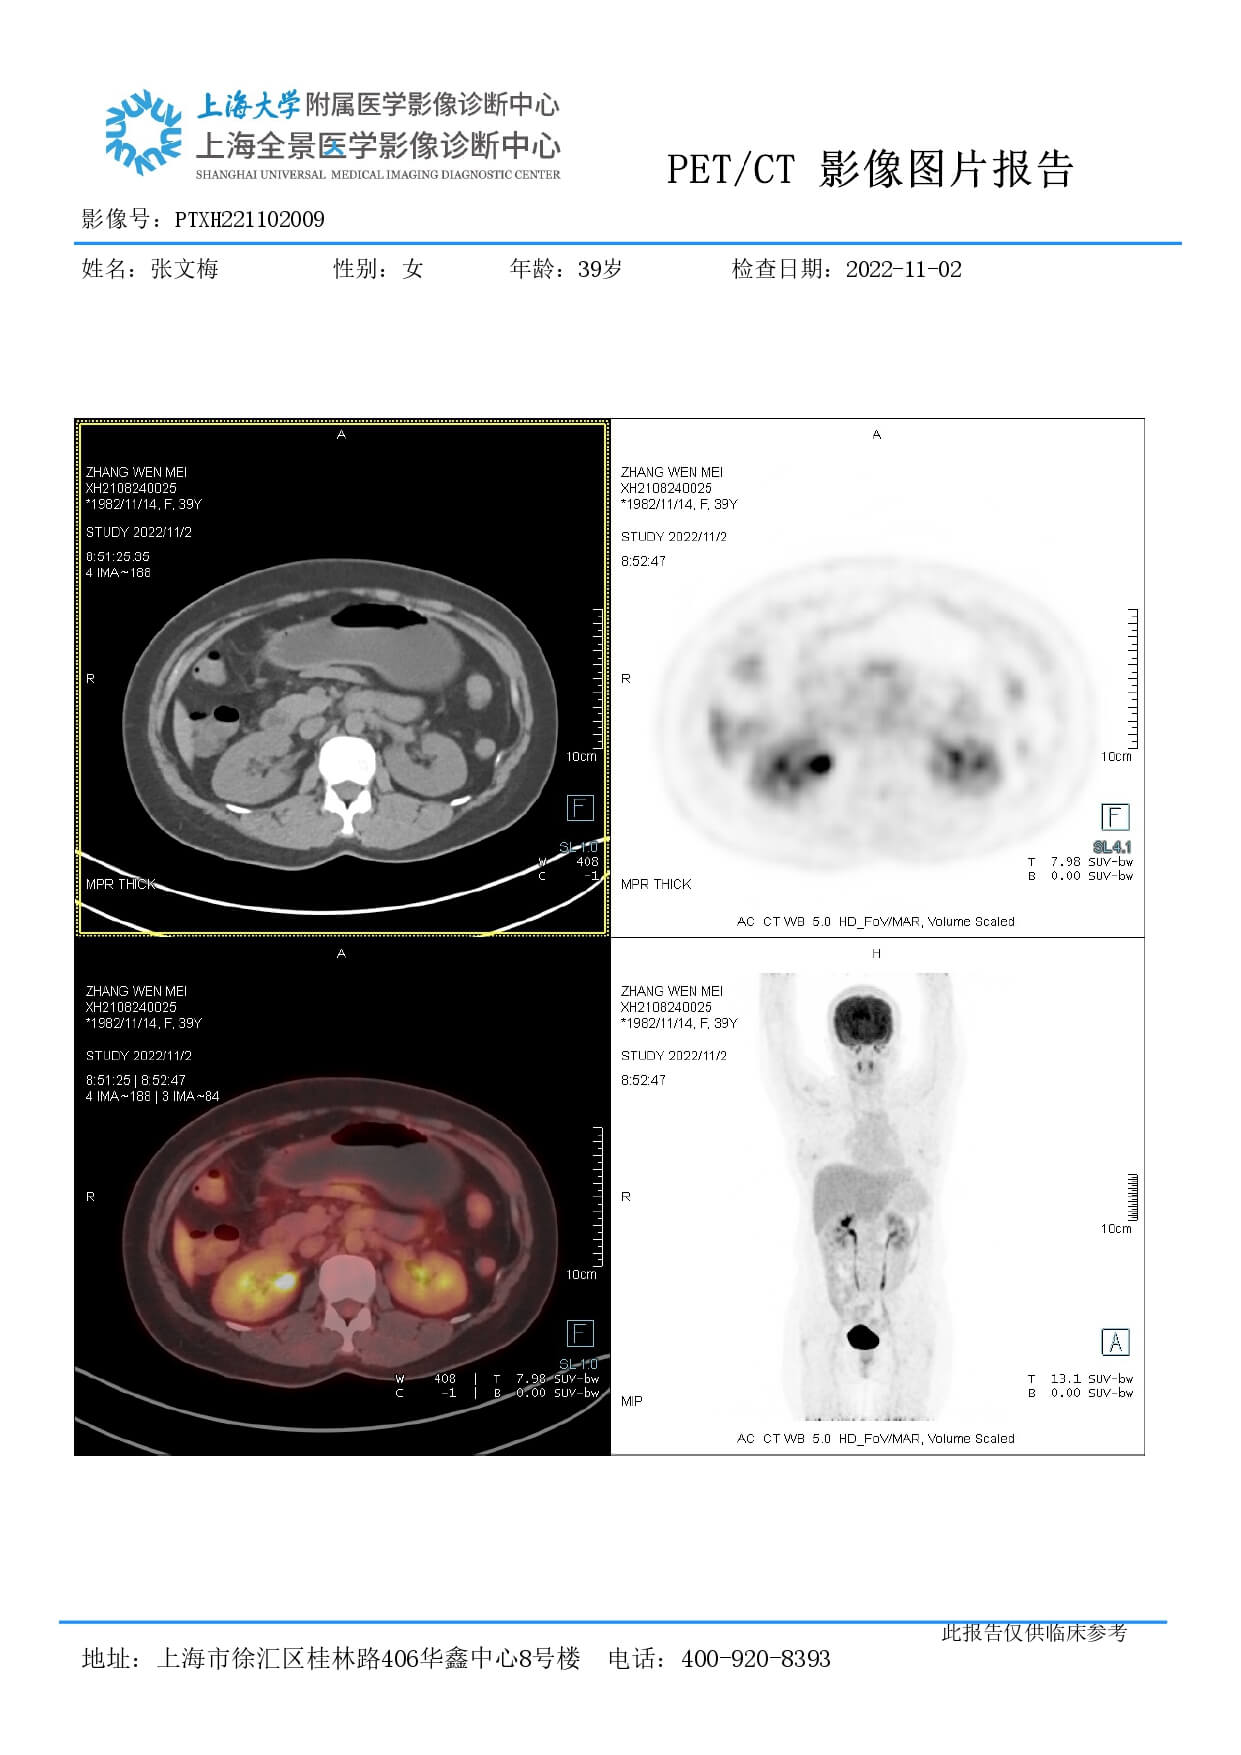 上海大学附属医学影像诊断中心
上海全景医学影像诊断中心
SHANGHAI UNIVERSAL MEDICAL IMAGING DIAGNOSTIC CENTER
PET/CT 影像图片报告
影像号：PTXH221102009
姓名：张文梅 性别：女 年龄：39岁 检查日期：2022-11-02
A
ZHANG WEN MEI
XH2108240025
*1982/11/14, F, 39Y
STUDY 2022/11/2
8:51:25.35
4 IMA~188
R
10cm
F
SL 1.0
W 408
C -1
MPR THICK
A
ZHANG WEN MEI
XH2108240025
*1982/11/14, F, 39Y
STUDY 2022/11/2
8:52:47
R
10cm
F
SL4.1
T 7.98 SUV-bw
B 0.00 SUV-bw
MPR THICK
AC CT WB 5.0 HD_FoV/MAR, Volume Scaled
A
ZHANG WEN MEI
XH2108240025
*1982/11/14, F, 39Y
STUDY 2022/11/2
8:51:25 | 8:52:47
4 IMA~188 | 3 IMA~84
R
10cm
F
SL 1.0
W 408 | T 7.98 SUV-bw
C -1 | B 0.00 SUV-bw
H
ZHANG WEN MEI
XH2108240025
*1982/11/14, F, 39Y
STUDY 2022/11/2
8:52:47
R
10cm
A
T 13.1 SUV-bw
B 0.00 SUV-bw
MIP
AC CT WB 5.0 HD_FoV/MAR, Volume Scaled
此报告仅供临床参考
地址：上海市徐汇区桂林路406华鑫中心8号楼 电话：400-920-8393